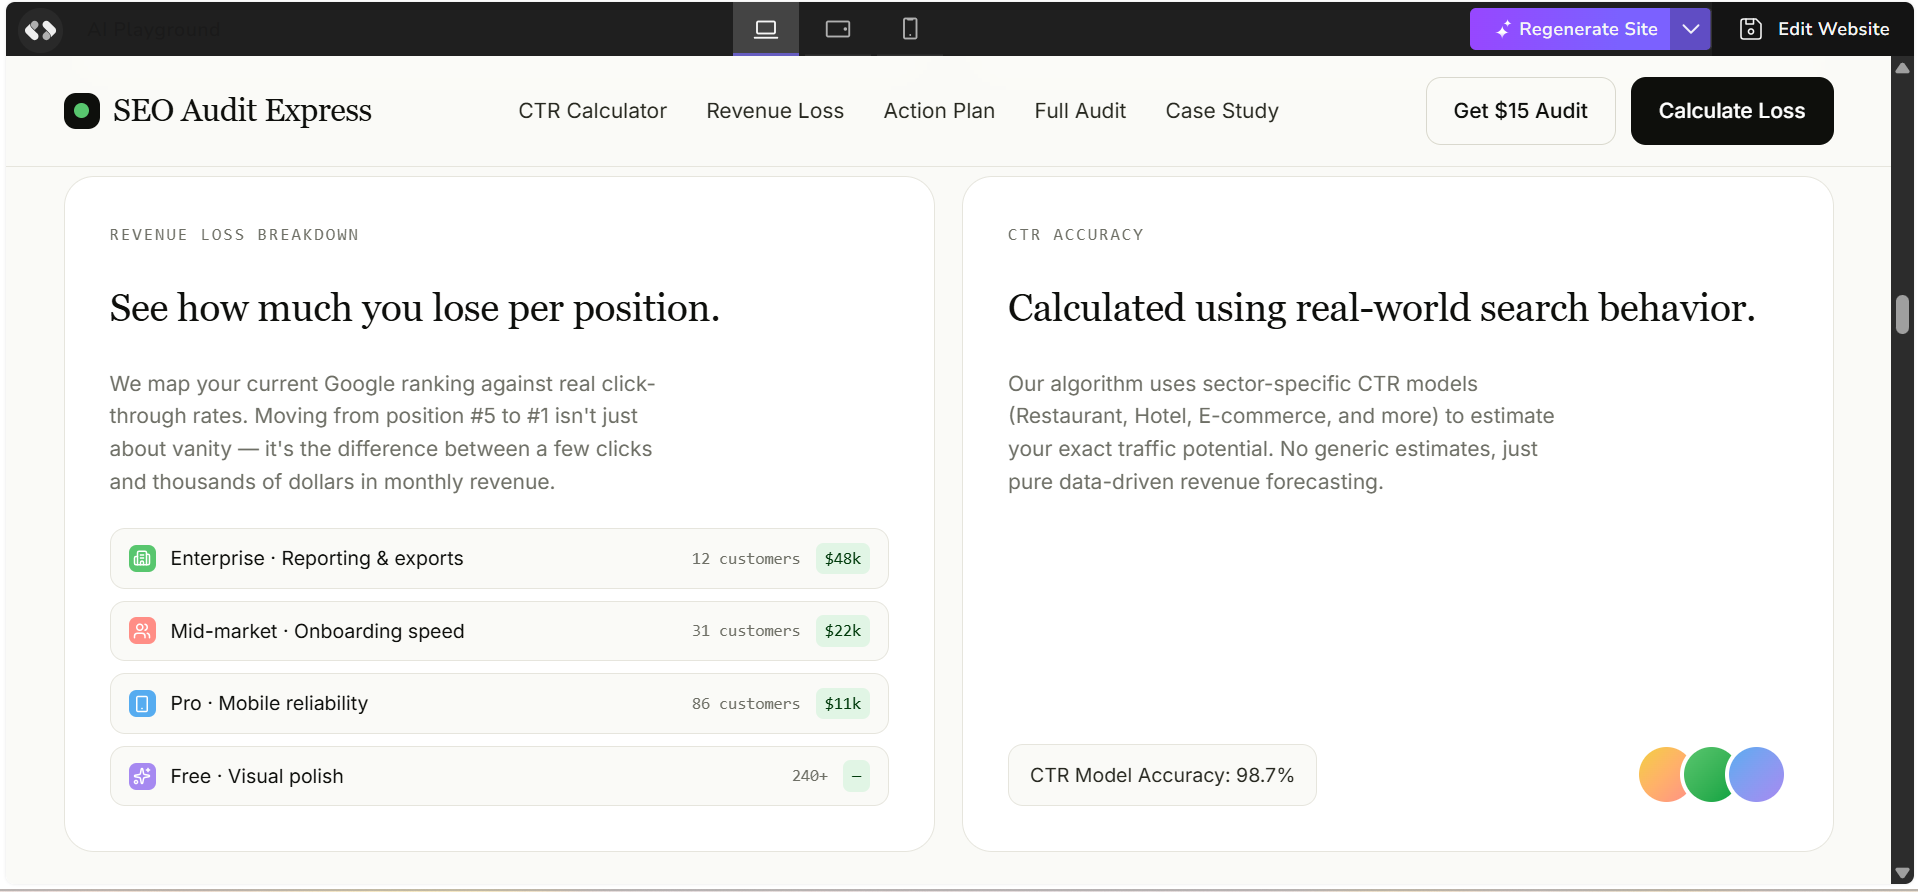 AI Playground
Regenerate Site
Edit Website
SEO Audit Express
CTR Calculator
Revenue Loss
Action Plan
Full Audit
Case Study
Get $15 Audit
Calculate Loss
REVENUE LOSS BREAKDOWN
See how much you lose per position.
We map your current Google ranking against real click-
through rates. Moving from position #5 to #1 isn't just
about vanity — it's the difference between a few clicks
and thousands of dollars in monthly revenue.
Enterprise · Reporting & exports
12 customers
$48k
Mid-market · Onboarding speed
31 customers
$22k
Pro · Mobile reliability
86 customers
$11k
Free · Visual polish
240+
—
CTR ACCURACY
Calculated using real-world search behavior.
Our algorithm uses sector-specific CTR models
(Restaurant, Hotel, E-commerce, and more) to estimate
your exact traffic potential. No generic estimates, just
pure data-driven revenue forecasting.
CTR Model Accuracy: 98.7%